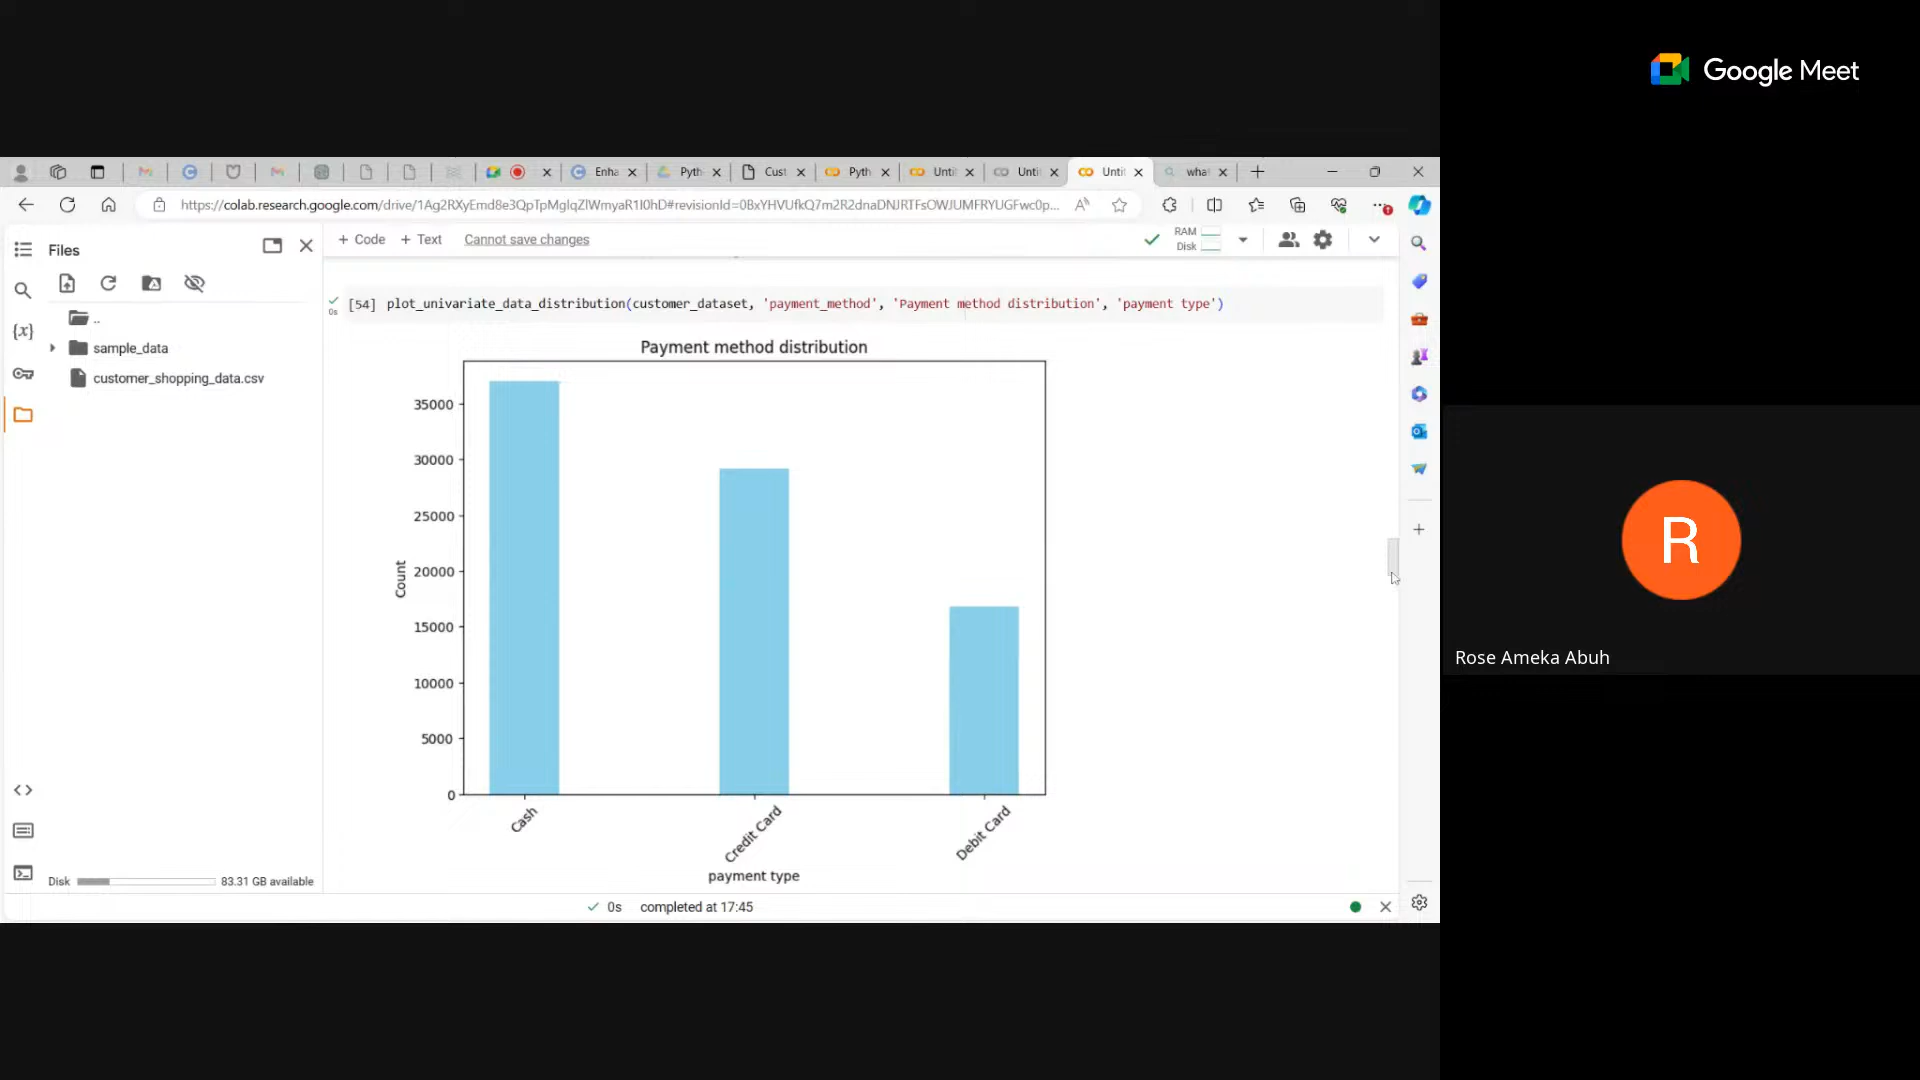 Google Meet
Enha
Pyth
Cust
Pyth
Unti
Unti
Unti
wha
https://colab.research.google.com/drive/1Ag2RXyEmd8e3QpTpMglqZlWmyaR1I0hD#revisionId=0BxYHVUfkQ7m2R2dnaDNJRTFsOWJUMFRYUGFwc0p...
Files
+ Code + Text Cannot save changes
RAM
Disk
..
sample_data
customer_shopping_data.csv
[54] plot_univariate_data_distribution(customer_dataset, 'payment_method', 'Payment method distribution', 'payment type')
0s
Payment method distribution
35000
30000
25000
20000
15000
10000
5000
0
Count
Cash
Credit Card
Debit Card
payment type
Disk 83.31 GB available
0s completed at 17:45
R
Rose Ameka Abuh